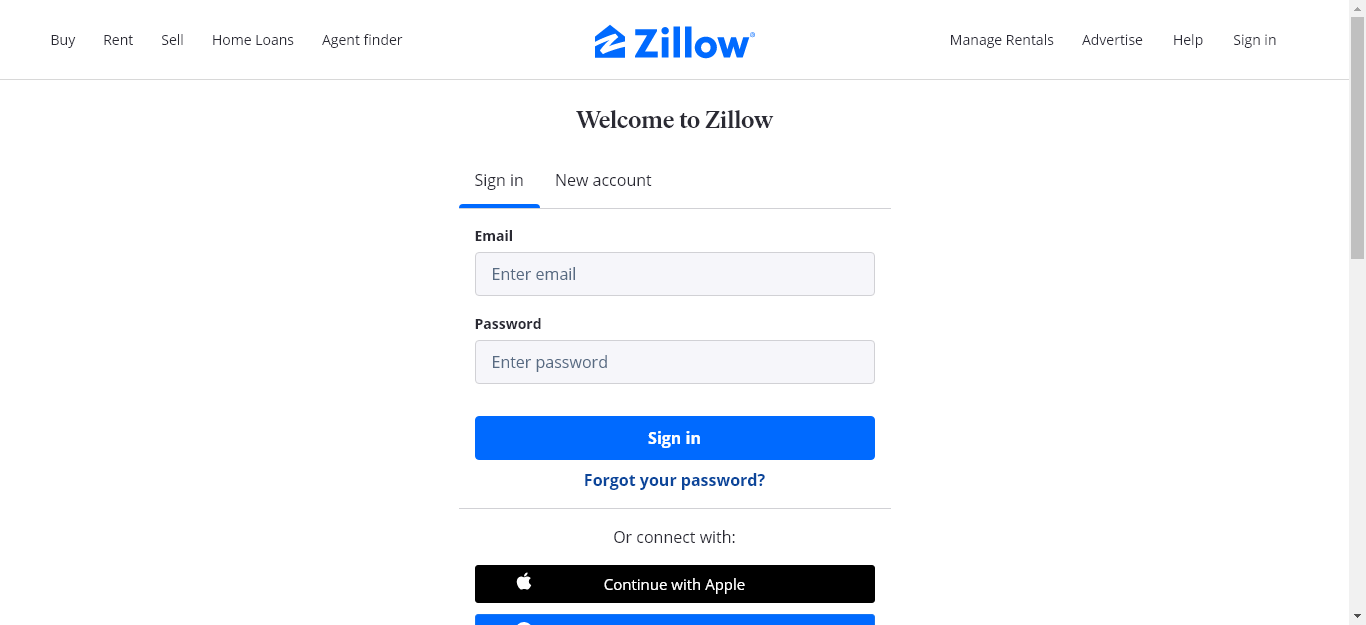 Buy Rent Sell Home Loans Agent finder Zillow® Manage Rentals Advertise Help Sign in
Welcome to Zillow
Sign in New account
Email
Enter email
Password
Enter password
Sign in
Forgot your password?
Or connect with:
Continue with Apple